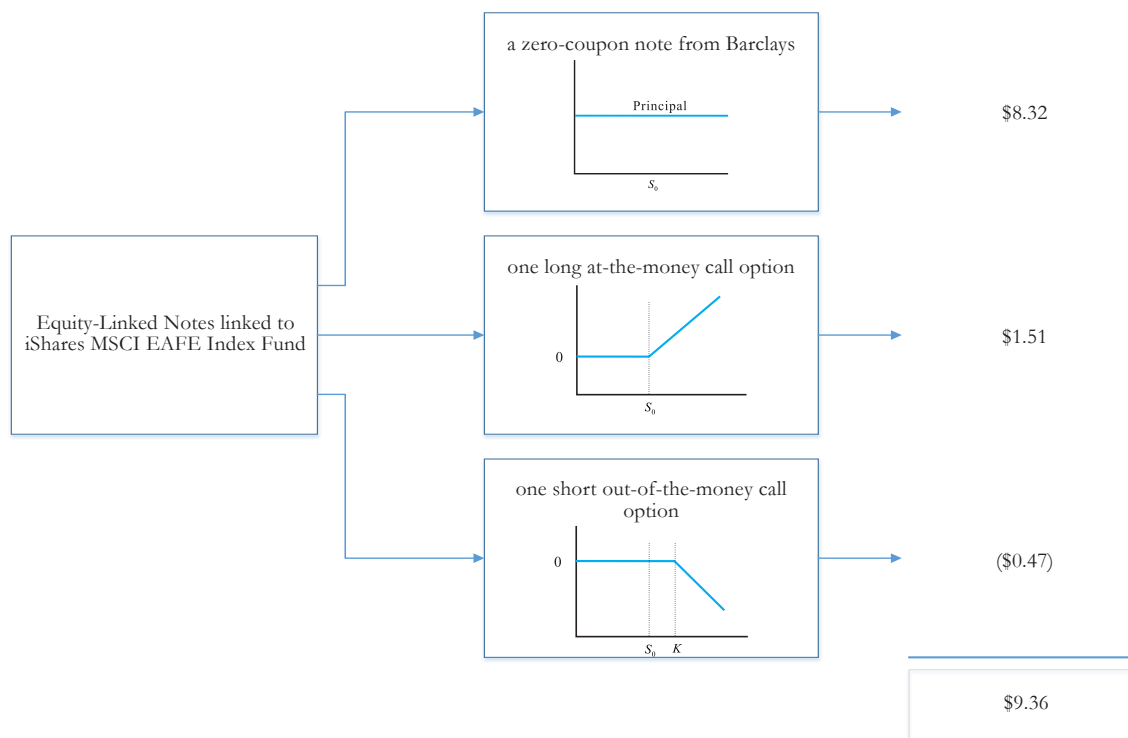 a zero-coupon note from Barclays
Principal
S₀
$8.32
Equity-Linked Notes linked to
iShares MSCI EAFE Index Fund
one long at-the-money call option
0
S₀
$1.51
one short out-of-the-money call
option
0
S₀ K
($0.47)
$9.36